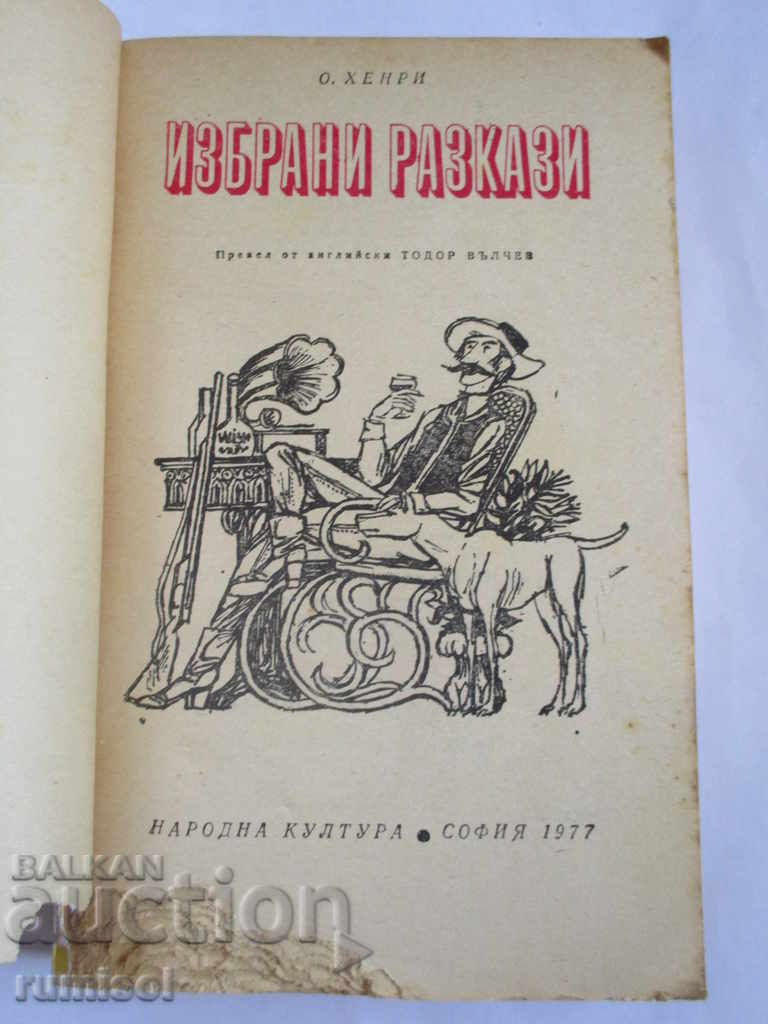 О. ХЕНРИ
ИЗБРАНИ РАЗКАЗИ
Превел от английски ТОДОР ВЪЛЧЕВ
НАРОДНА КУЛТУРА • СОФИЯ 1977
BALKAN
auction
rumisol